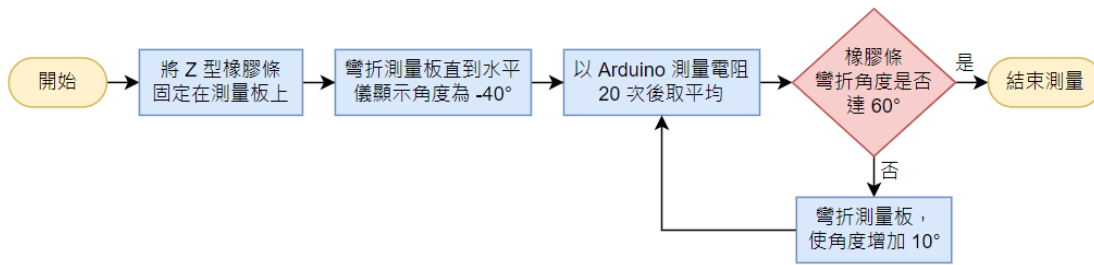 開始
將 Z 型橡膠條
固定在測量板上
彎折測量板直到水平
儀顯示角度為 -40°
以 Arduino 測量電阻
20 次後取平均
橡膠條
彎折角度是否
達 60°
是
結束測量
否
彎折測量板，
使角度增加 10°